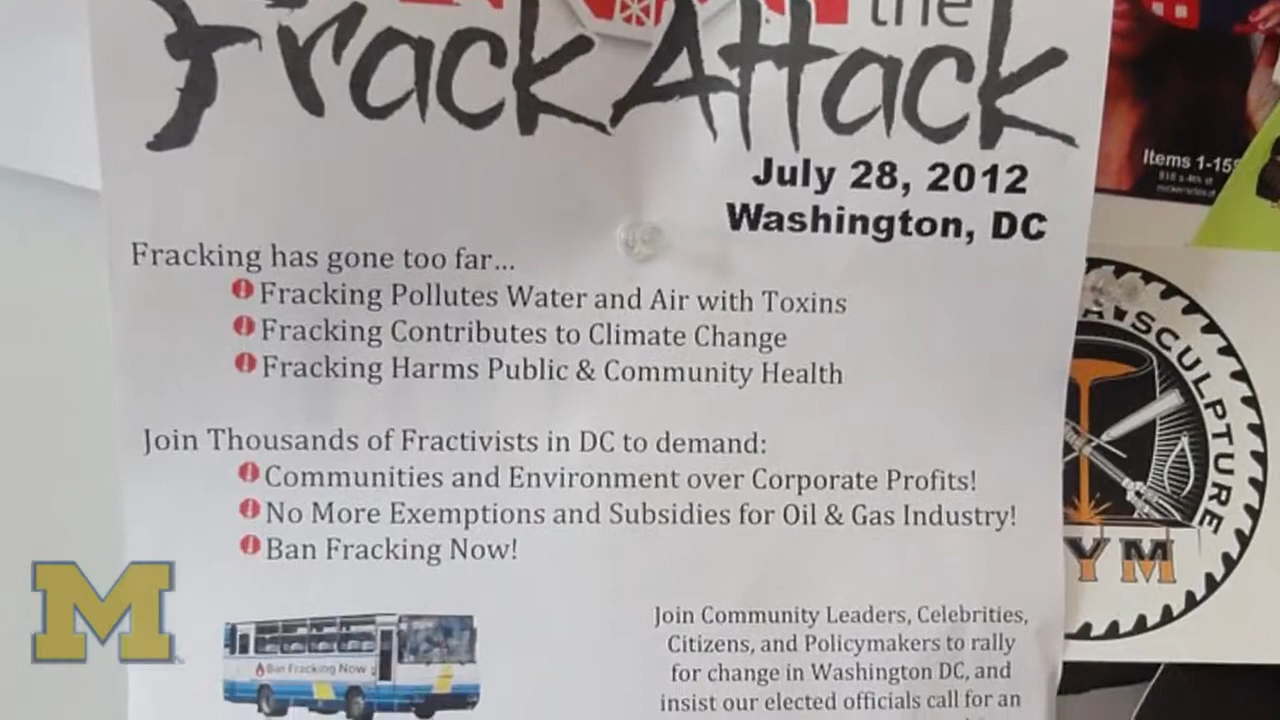 the
Frack Attack
July 28, 2012
Washington, DC
Fracking has gone too far...
Fracking Pollutes Water and Air with Toxins
Fracking Contributes to Climate Change
Fracking Harms Public & Community Health
Join Thousands of Fractivists in DC to demand:
Communities and Environment over Corporate Profits!
No More Exemptions and Subsidies for Oil & Gas Industry!
Ban Fracking Now!
Ban Fracking Now
Join Community Leaders, Celebrities,
Citizens, and Policymakers to rally
for change in Washington DC, and
insist our elected officials call for an
Items 1-15
SCULPTURE
YM
M